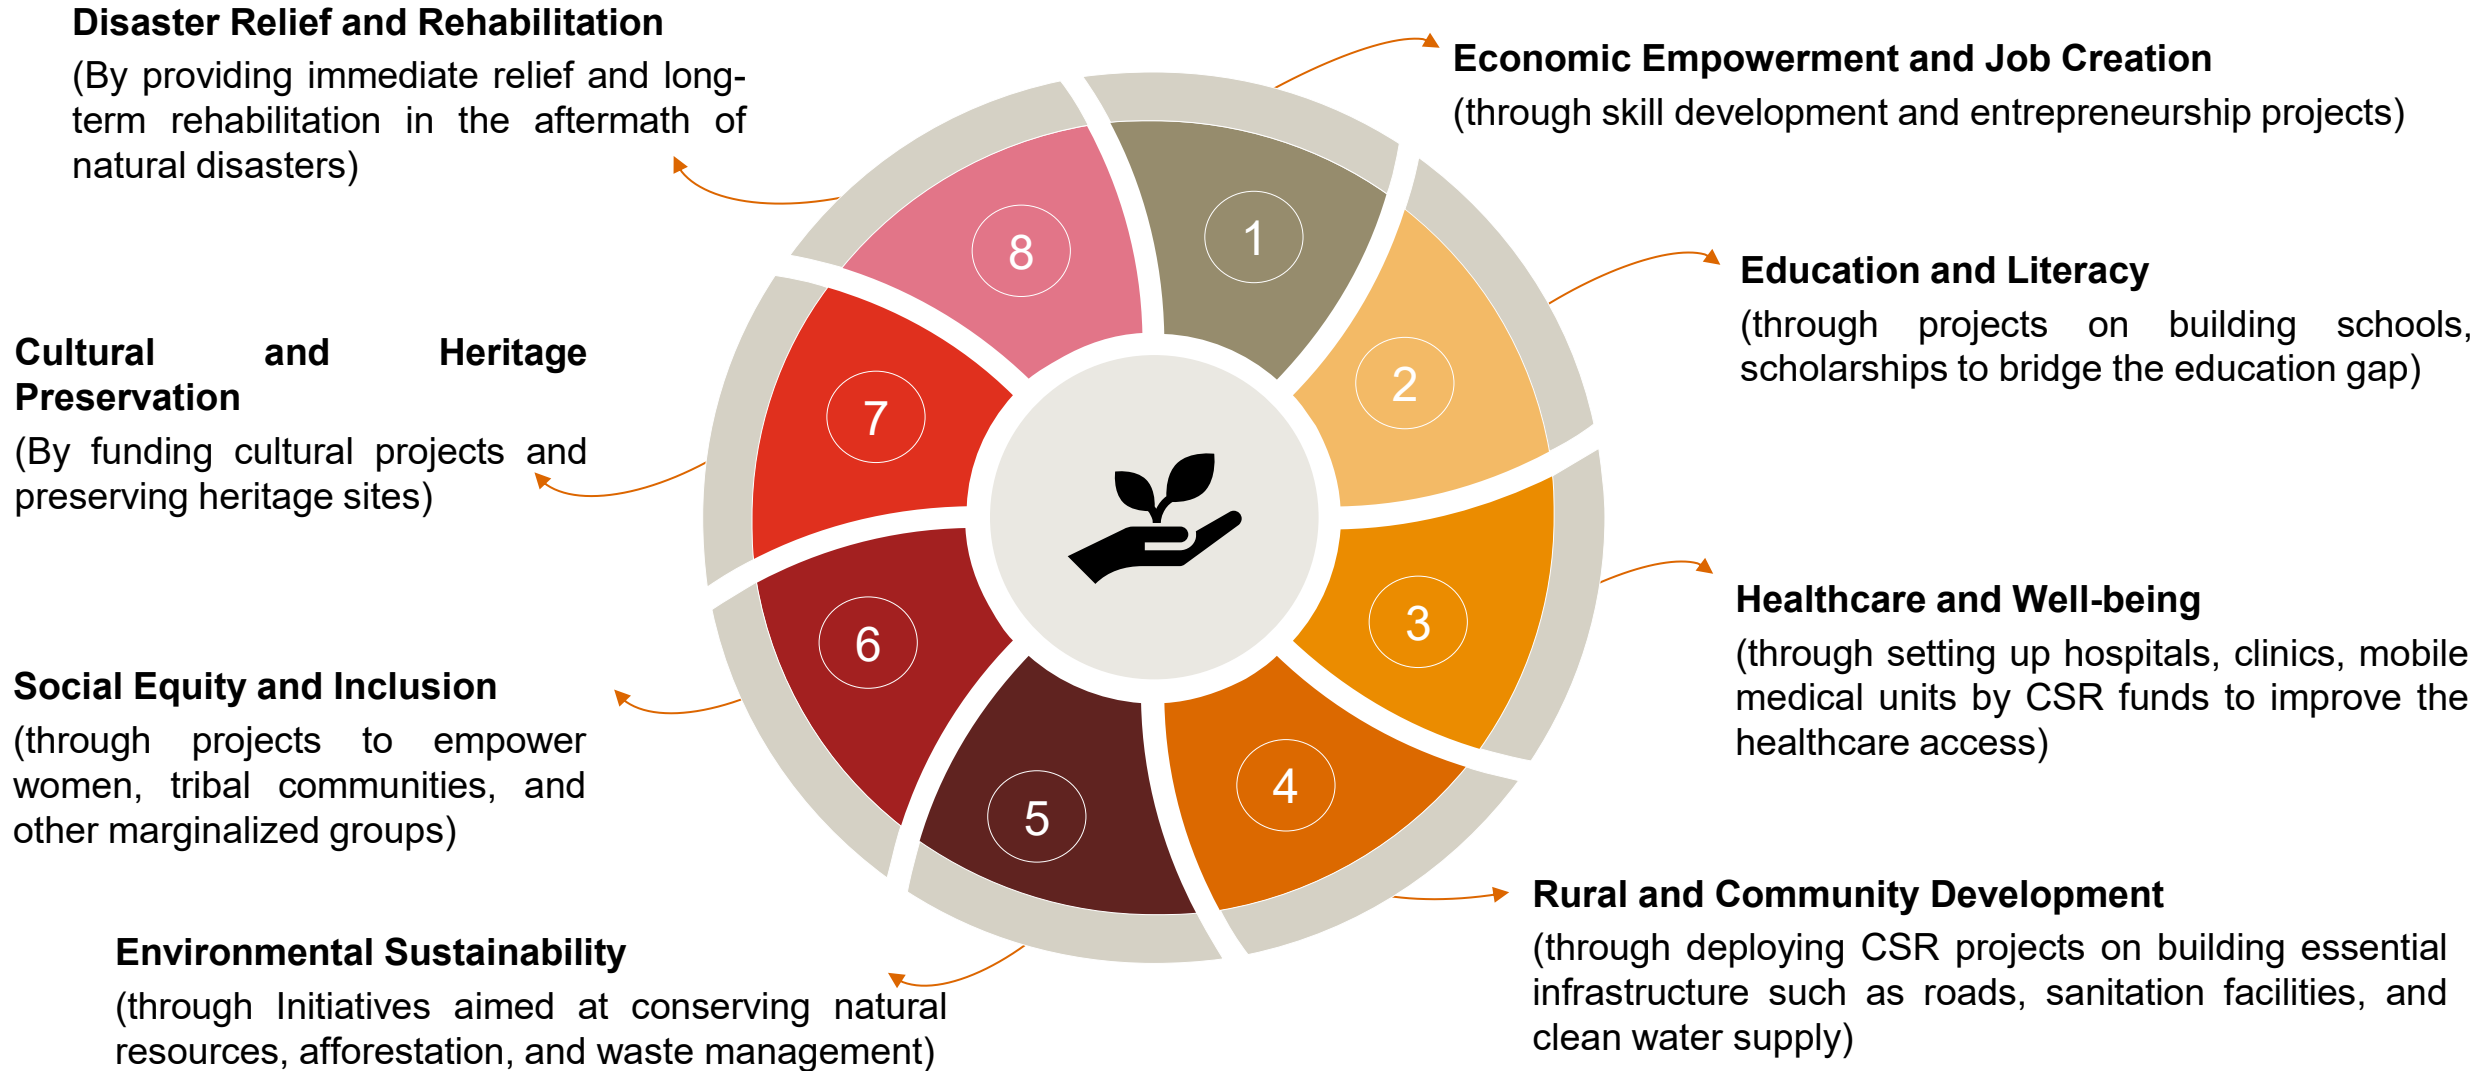 Disaster Relief and Rehabilitation
(By providing immediate relief and long-
term rehabilitation in the aftermath of
natural disasters)
Economic Empowerment and Job Creation
(through skill development and entrepreneurship projects)
Education and Literacy
(through projects on building schools,
scholarships to bridge the education gap)
Healthcare and Well-being
(through setting up hospitals, clinics, mobile
medical units by CSR funds to improve the
healthcare access)
Rural and Community Development
(through deploying CSR projects on building essential
infrastructure such as roads, sanitation facilities, and
clean water supply)
Environmental Sustainability
(through Initiatives aimed at conserving natural
resources, afforestation, and waste management)
Social Equity and Inclusion
(through projects to empower
women, tribal communities, and
other marginalized groups)
Cultural and Heritage
Preservation
(By funding cultural projects and
preserving heritage sites)
1
2
3
4
5
6
7
8